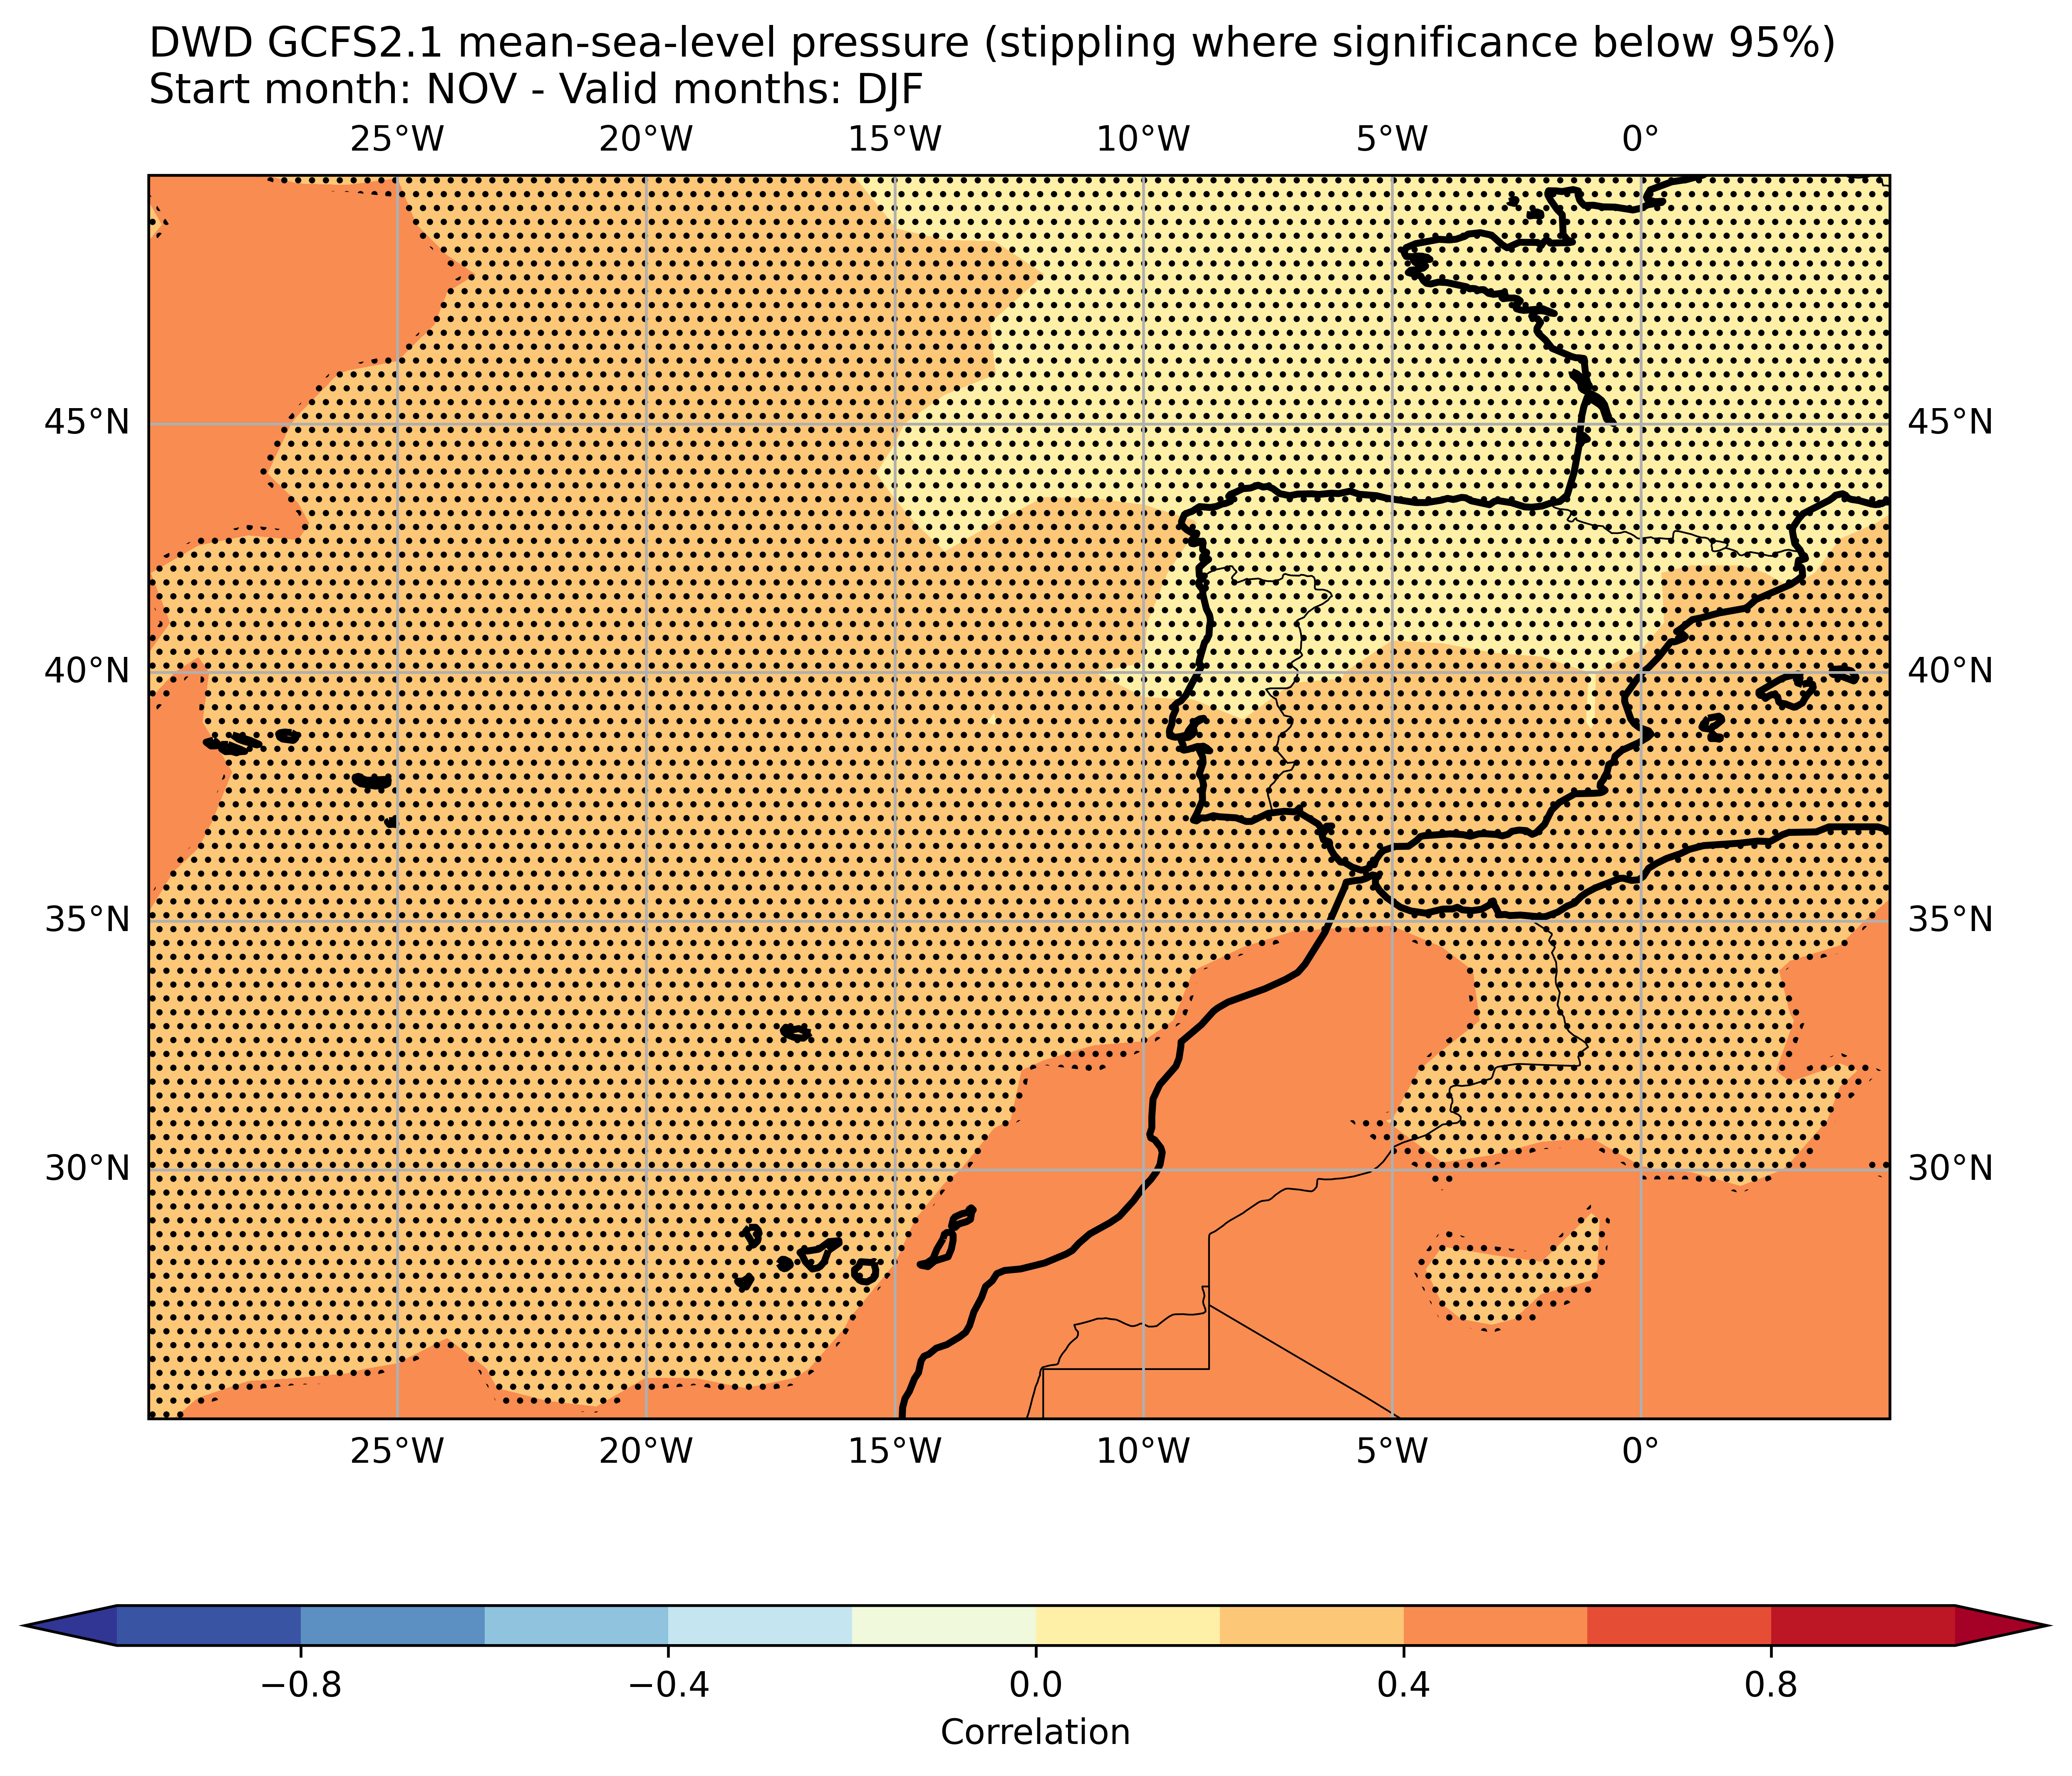 DWD GCFS2.1 mean-sea-level pressure (stippling where significance below 95%)
Start month: NOV - Valid months: DJF
25°W 20°W 15°W 10°W 5°W 0°
45°N 45°N
40°N 40°N
35°N 35°N
30°N 30°N
25°W 20°W 15°W 10°W 5°W 0°
−0.8 −0.4 0.0 0.4 0.8
Correlation